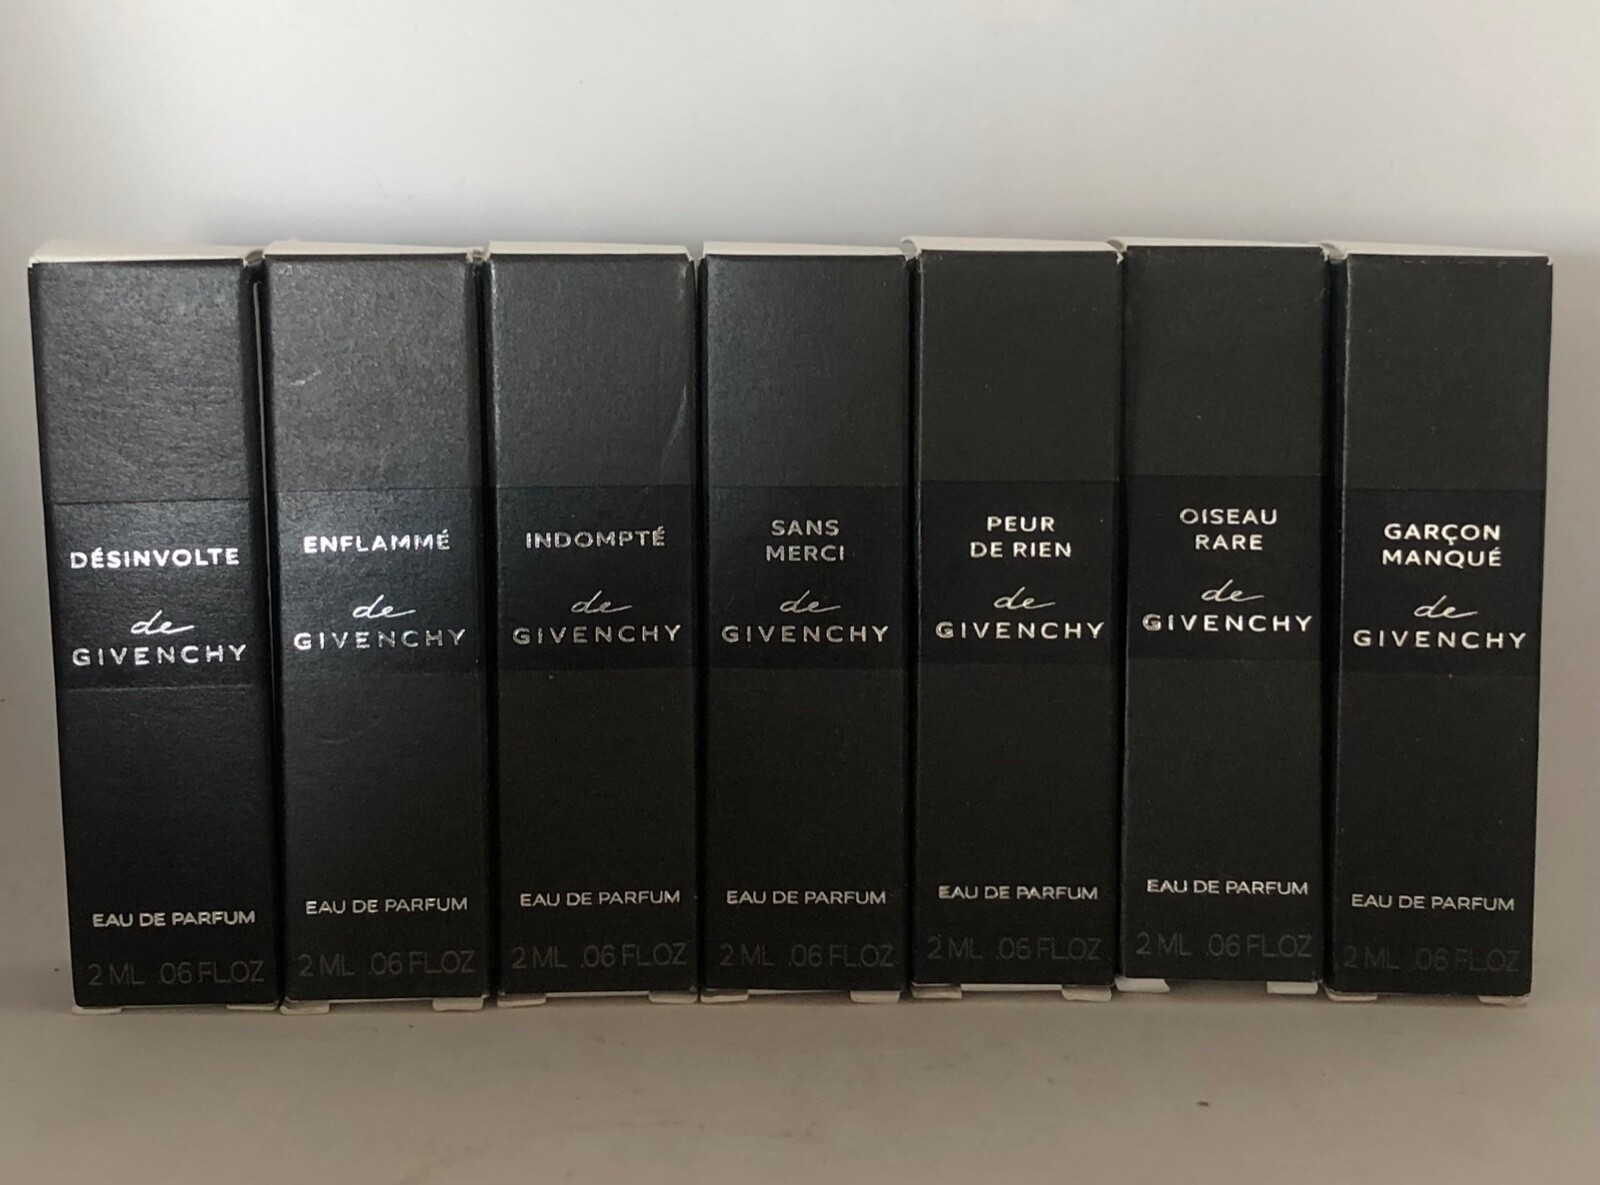 DÉSINVOLTE
de
GIVENCHY
EAU DE PARFUM
2 ML .06 FL.OZ
ENFLAMMÉ
de
GIVENCHY
EAU DE PARFUM
2 ML .06 FL.OZ
INDOMPTÉ
de
GIVENCHY
EAU DE PARFUM
2 ML .06 FL.OZ
SANS
MERCI
de
GIVENCHY
EAU DE PARFUM
2 ML .06 FL.OZ
PEUR
DE RIEN
de
GIVENCHY
EAU DE PARFUM
2 ML .06 FL.OZ
OISEAU
RARE
de
GIVENCHY
EAU DE PARFUM
2 ML .06 FL.OZ
GARÇON
MANQUÉ
de
GIVENCHY
EAU DE PARFUM
2 ML .06 FL.OZ